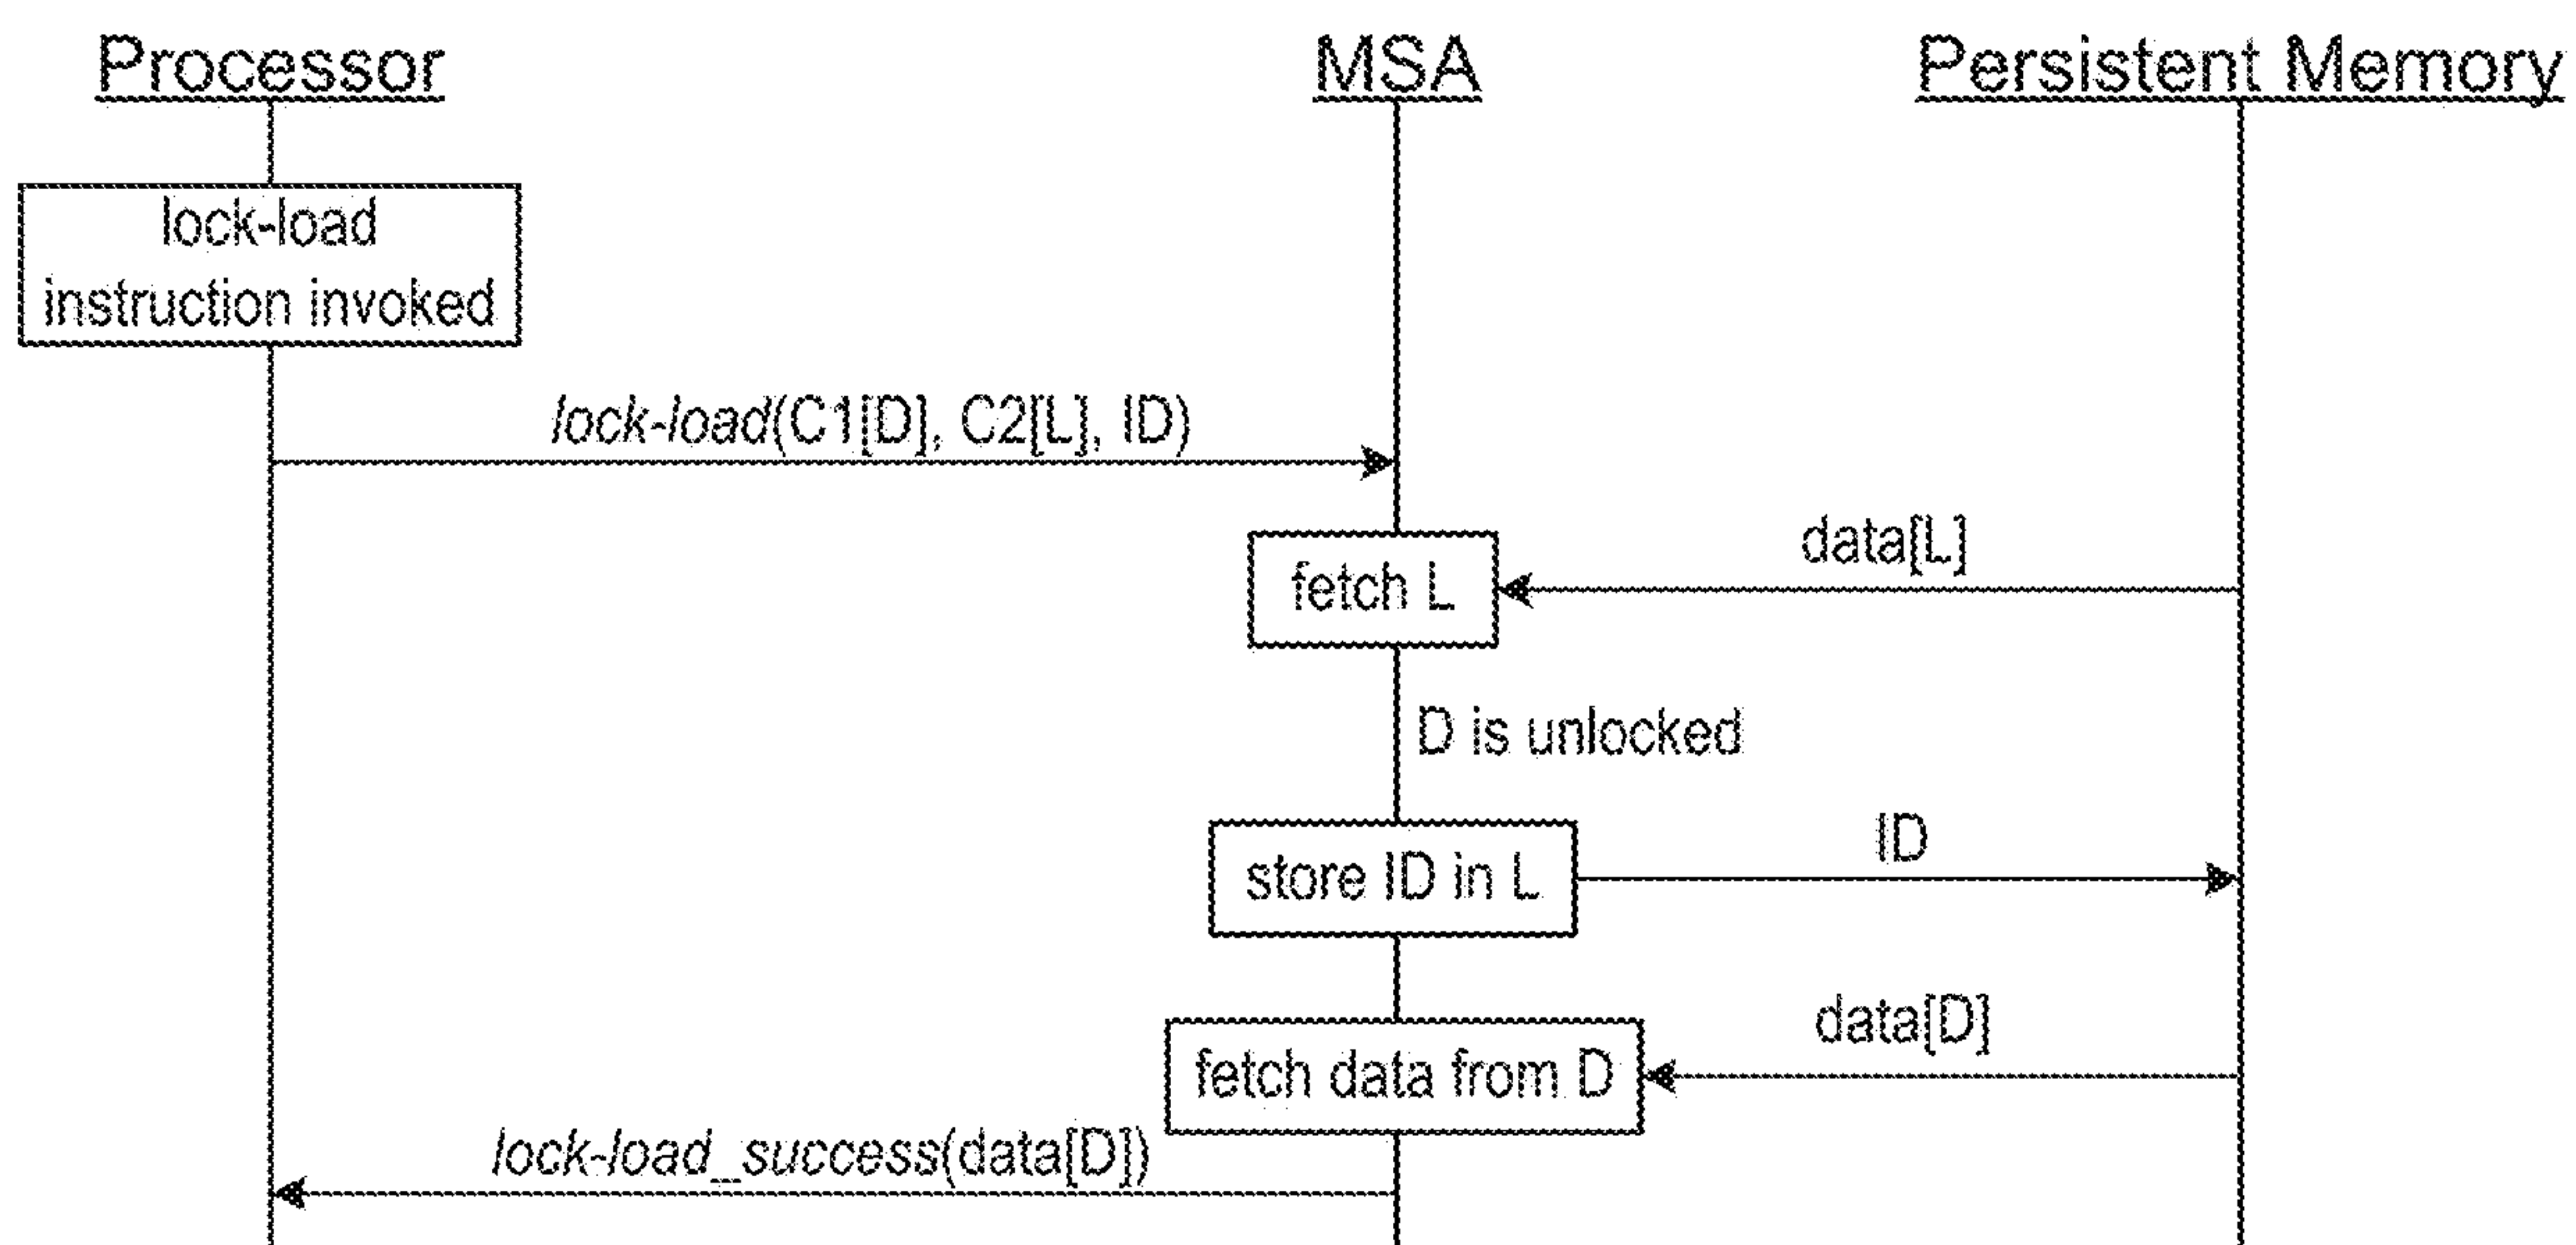 Processor
MSA
Persistent Memory
lock-load
instruction invoked
lock-load(C1[D], C2[L], ID)
data[L]
fetch L
D is unlocked
ID
store ID in L
data[D]
fetch data from D
lock-load_success(data[D])